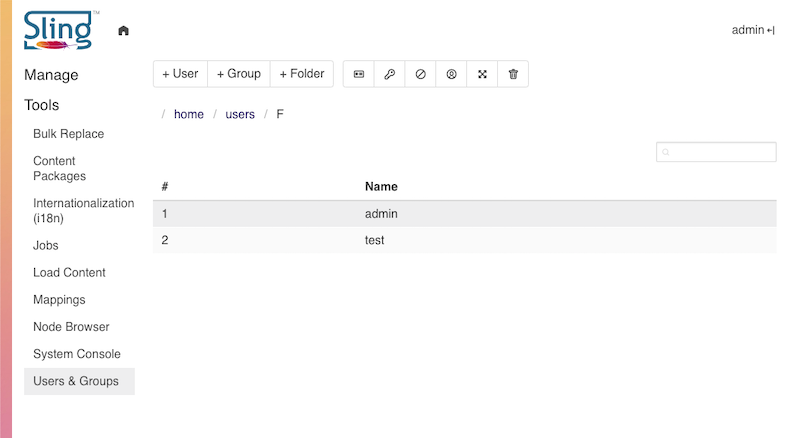 Sling™
admin
Manage
Tools
Bulk Replace
Content
Packages
Internationalization
(i18n)
Jobs
Load Content
Mappings
Node Browser
System Console
Users & Groups
+ User + Group + Folder
/ home / users / F
# Name
1 admin
2 test